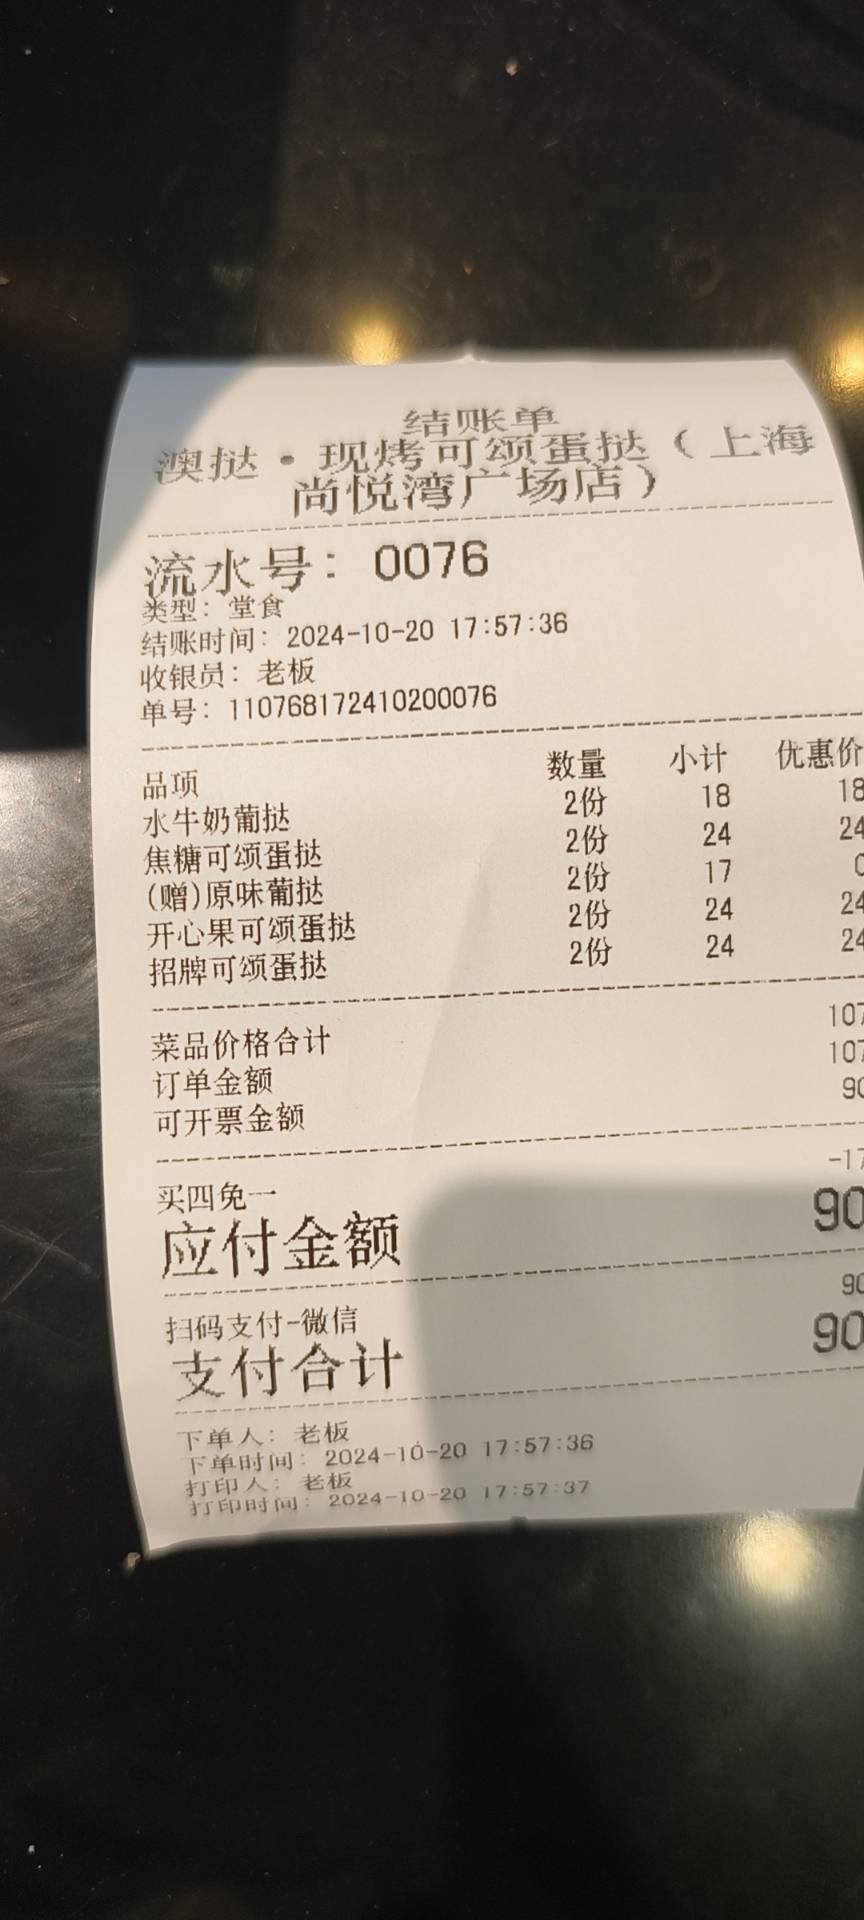 结账单
澳挞·现烤可颂蛋挞（上海
尚悦湾广场店）
流水号：0076
类型：堂食
结账时间：2024-10-20 17:57:36
收银员：老板
单号：110768172410200076
品项 数量 小计 优惠价
水牛奶葡挞 2份 18 18
焦糖可颂蛋挞 2份 24 24
(赠)原味葡挞 2份 17 0
开心果可颂蛋挞 2份 24 24
招牌可颂蛋挞 2份 24 24
菜品价格合计 107
订单金额 107
可开票金额 90
买四免一 -17
应付金额 90
扫码支付-微信 90
支付合计 90
下单人：老板
下单时间：2024-10-20 17:57:36
打印人：老板
打印时间：2024-10-20 17:57:37